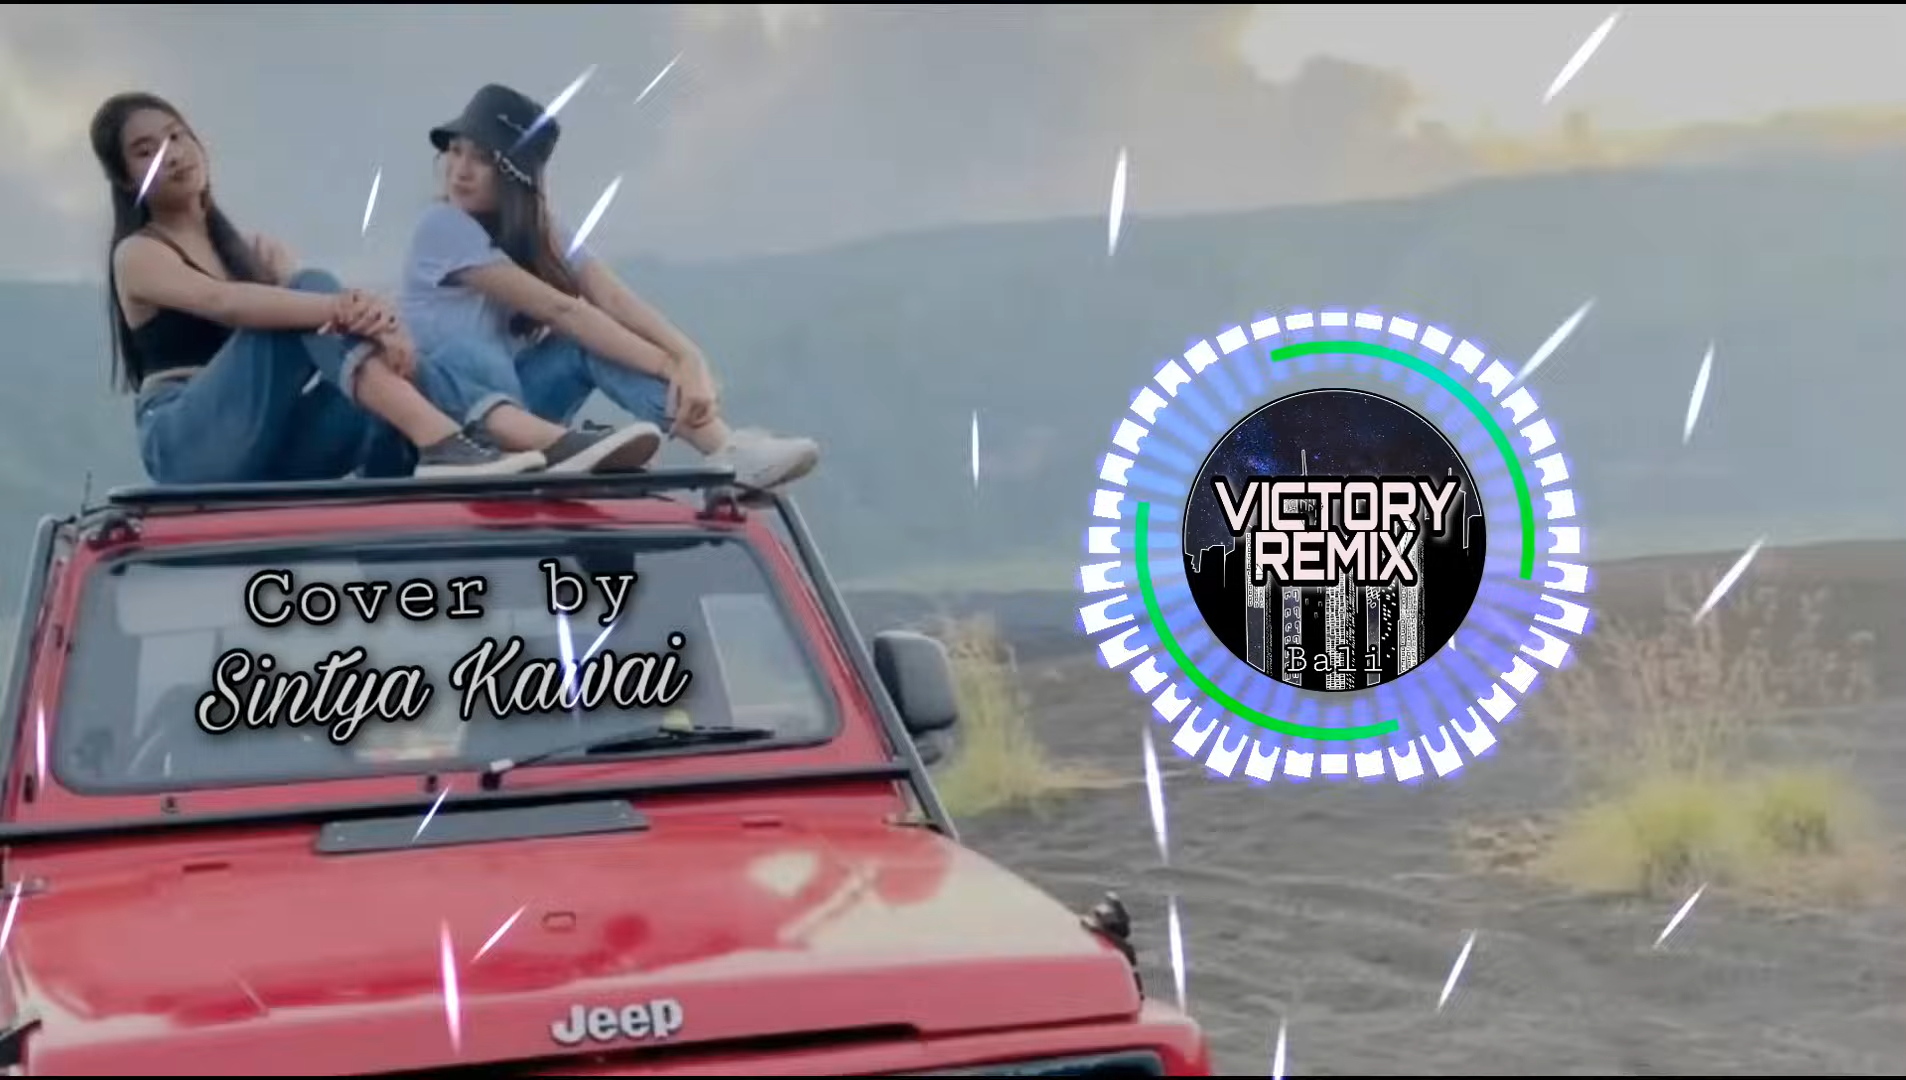 Cover by
Sintya Kawai
VICTORY
REMIX
Bali
Jeep